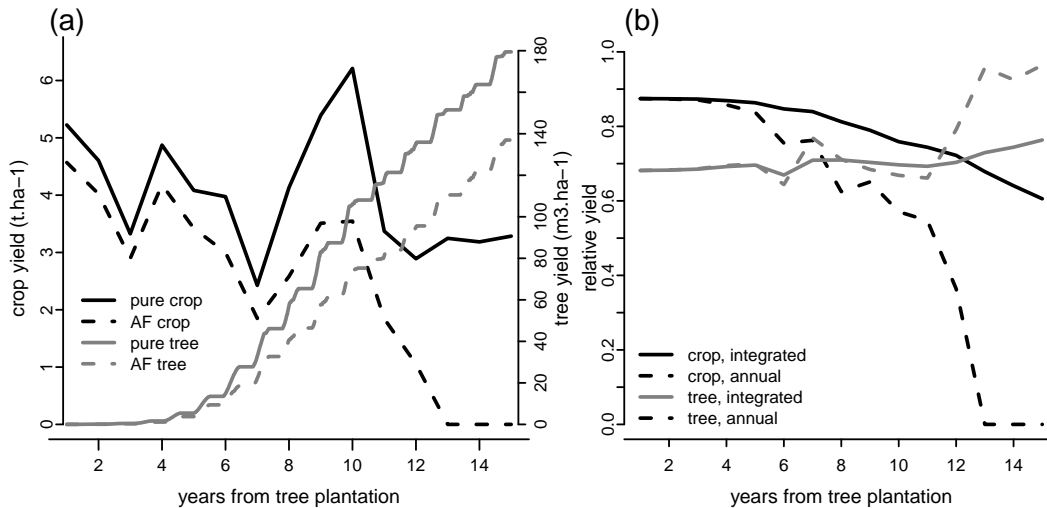 (a)
crop yield (t.ha−1)
0 1 2 3 4 5 6
tree yield (m3.ha−1)
0 20 40 60 80 100 140 180
pure crop
AF crop
pure tree
AF tree
2 4 6 8 10 12 14
years from tree plantation
(b)
relative yield
0.0 0.2 0.4 0.6 0.8 1.0
crop, integrated
crop, annual
tree, integrated
tree, annual
2 4 6 8 10 12 14
years from tree plantation